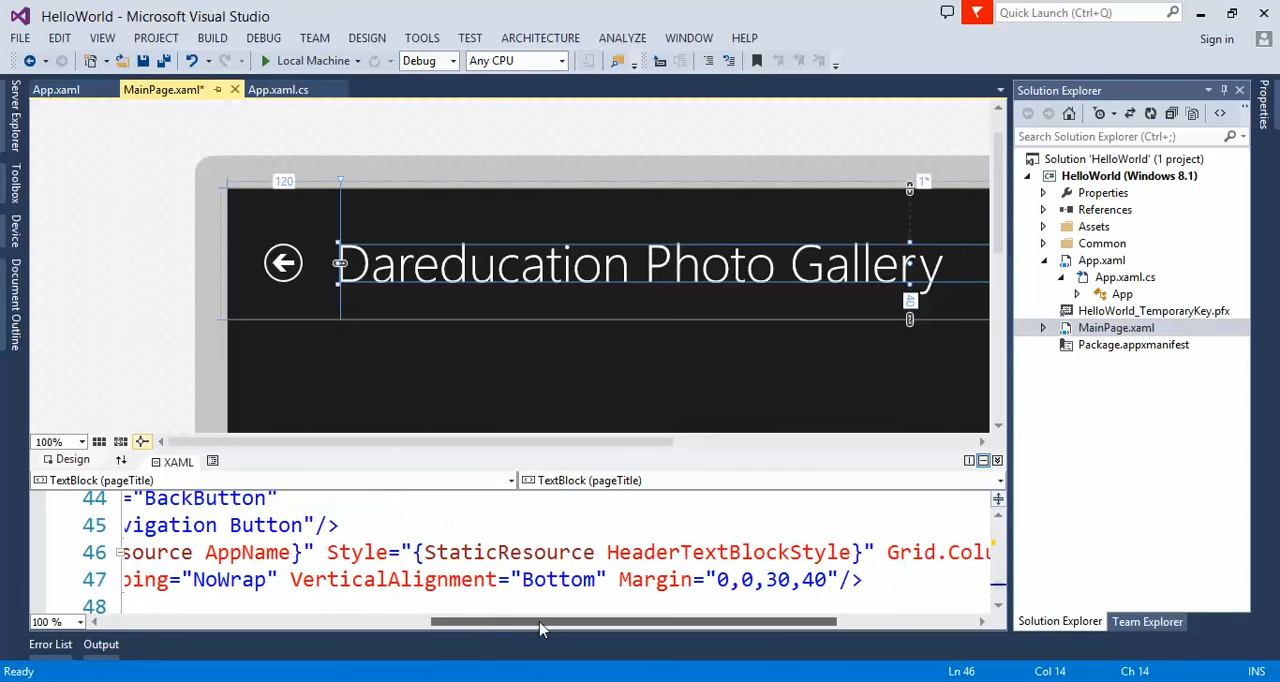 HelloWorld - Microsoft Visual Studio
Quick Launch (Ctrl+Q)
FILE EDIT VIEW PROJECT BUILD DEBUG TEAM DESIGN TOOLS TEST ARCHITECTURE ANALYZE WINDOW HELP
Sign in
Local Machine Debug Any CPU
App.xaml MainPage.xaml* App.xaml.cs
Server Explorer
Toolbox
Device
Document Outline
120
1*
Dareducation Photo Gallery
40
100%
Design XAML
TextBlock (pageTitle) TextBlock (pageTitle)
44 ="BackButton"
45 vigation Button"/>
46 source AppName}" Style="{StaticResource HeaderTextBlockStyle}" Grid.Colu
47 ping="NoWrap" VerticalAlignment="Bottom" Margin="0,0,30,40"/>
48
100 %
Error List Output
Solution Explorer
Search Solution Explorer (Ctrl+;)
Solution 'HelloWorld' (1 project)
HelloWorld (Windows 8.1)
Properties
References
Assets
Common
App.xaml
App.xaml.cs
App
HelloWorld_TemporaryKey.pfx
MainPage.xaml
Package.appxmanifest
Solution Explorer Team Explorer
Properties
Ready Ln 46 Col 14 Ch 14 INS